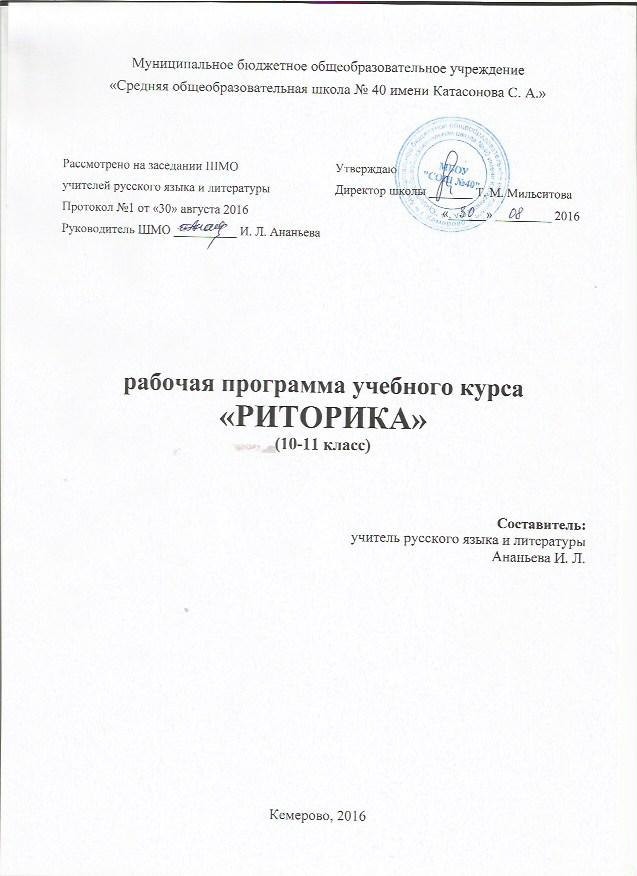 Муниципальное бюджетное общеобразовательное учреждение
«Средняя общеобразовательная школа № 40 имени Катасонова С. А.»
Рассмотрено на заседании ШМО
учителей русского языка и литературы
Протокол №1 от «30» августа 2016
Руководитель ШМО ________ И. Л. Ананьева
Утверждаю
Директор школы ________ Т. М. Мильситова
« 30 » 08 2016
МБОУ
"СОШ №40"
рабочая программа учебного курса
«РИТОРИКА»
(10-11 класс)
Составитель:
учитель русского языка и литературы
Ананьева И. Л.
Кемерово, 2016